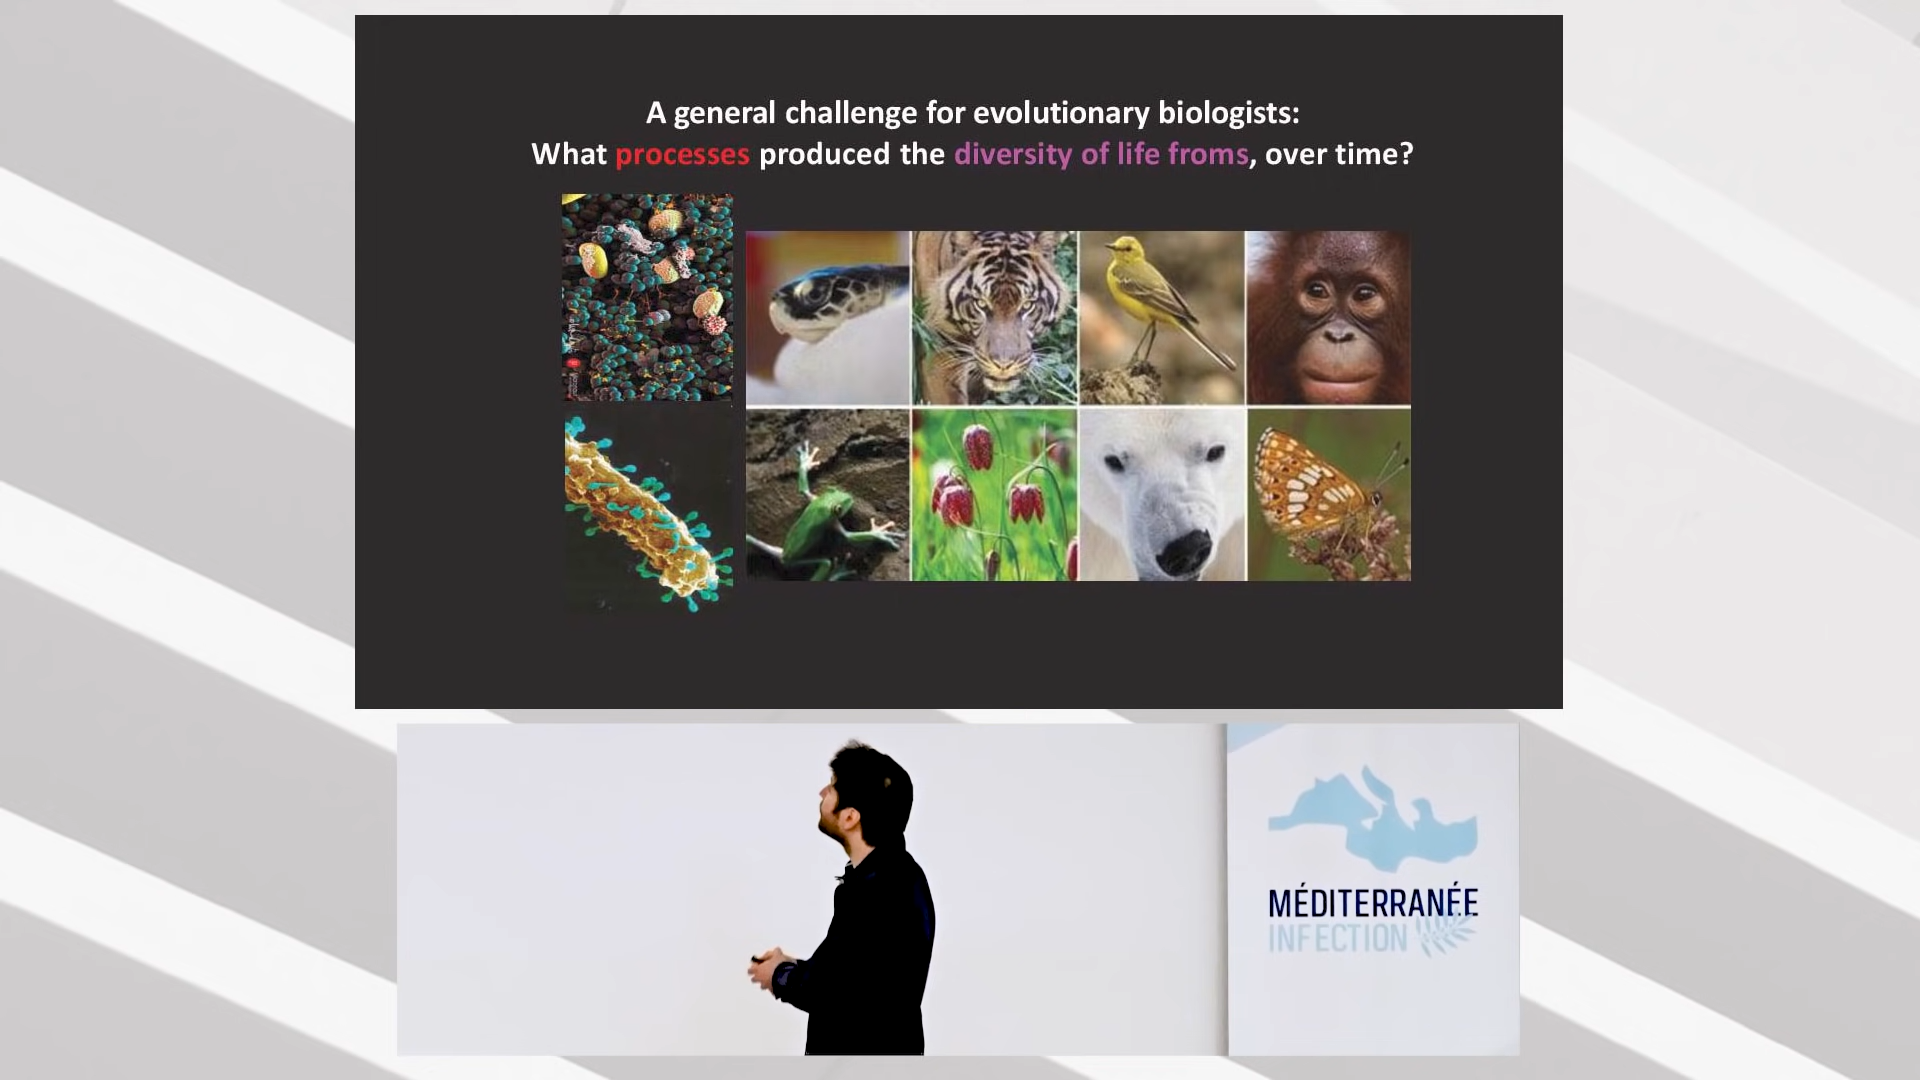 A general challenge for evolutionary biologists:
What processes produced the diversity of life froms, over time?
MÉDITERRANÉE
INFECTION